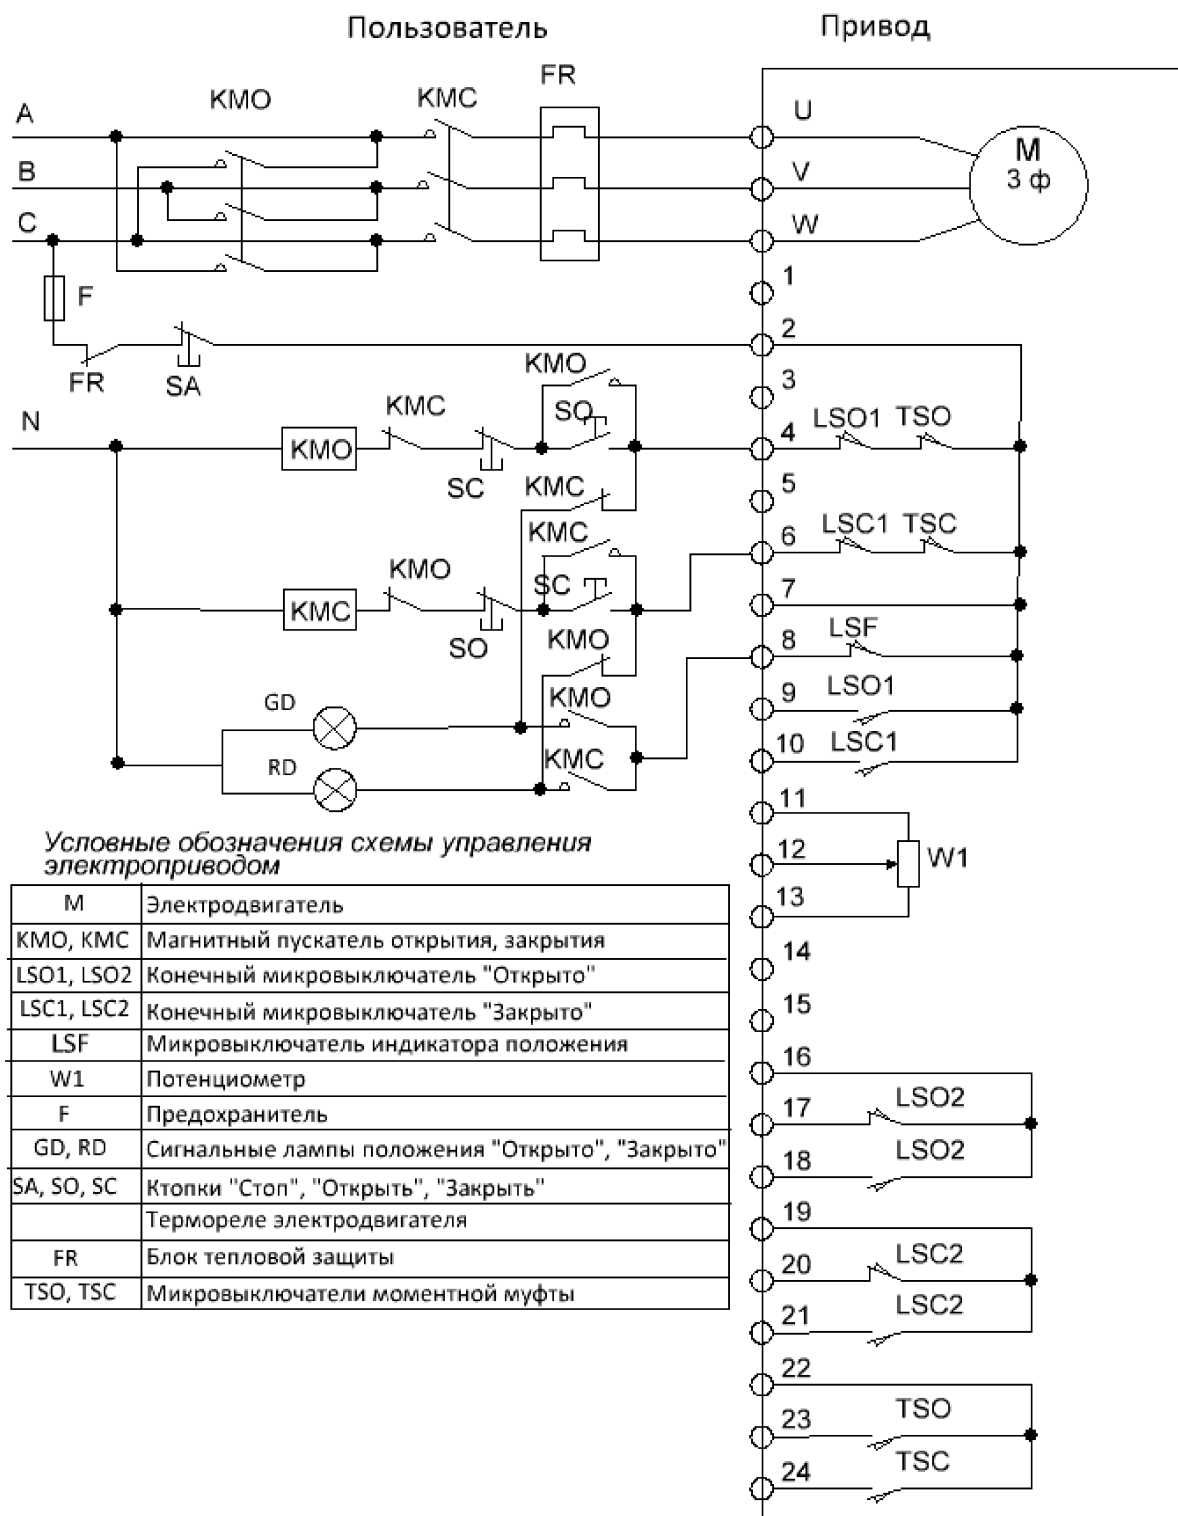 Пользователь
Привод
FR
KMO
KMC
A
U
M
3 ф
B
V
C
W
1
F
2
FR
SA
KMO
3
N
KMC
SO
4
LSO1
TSO
KMO
SC
KMC
5
KMC
6
LSC1
TSC
KMO
SC
7
KMC
SO
KMO
8
LSF
GD
KMO
9
LSO1
RD
KMC
10
LSC1
11
12
W1
13
14
15
16
17
LSO2
18
LSO2
19
20
LSC2
21
LSC2
22
23
TSO
24
TSC
Условные обозначения схемы управления
электроприводом
M Электродвигатель
KMO, KMC Магнитный пускатель открытия, закрытия
LSO1, LSO2 Конечный микровыключатель "Открыто"
LSC1, LSC2 Конечный микровыключатель "Закрыто"
LSF Микровыключатель индикатора положения
W1 Потенциометр
F Предохранитель
GD, RD Сигнальные лампы положения "Открыто", "Закрыто"
SA, SO, SC Ктопки "Стоп", "Открыть", "Закрыть"
Термореле электродвигателя
FR Блок тепловой защиты
TSO, TSC Микровыключатели моментной муфты